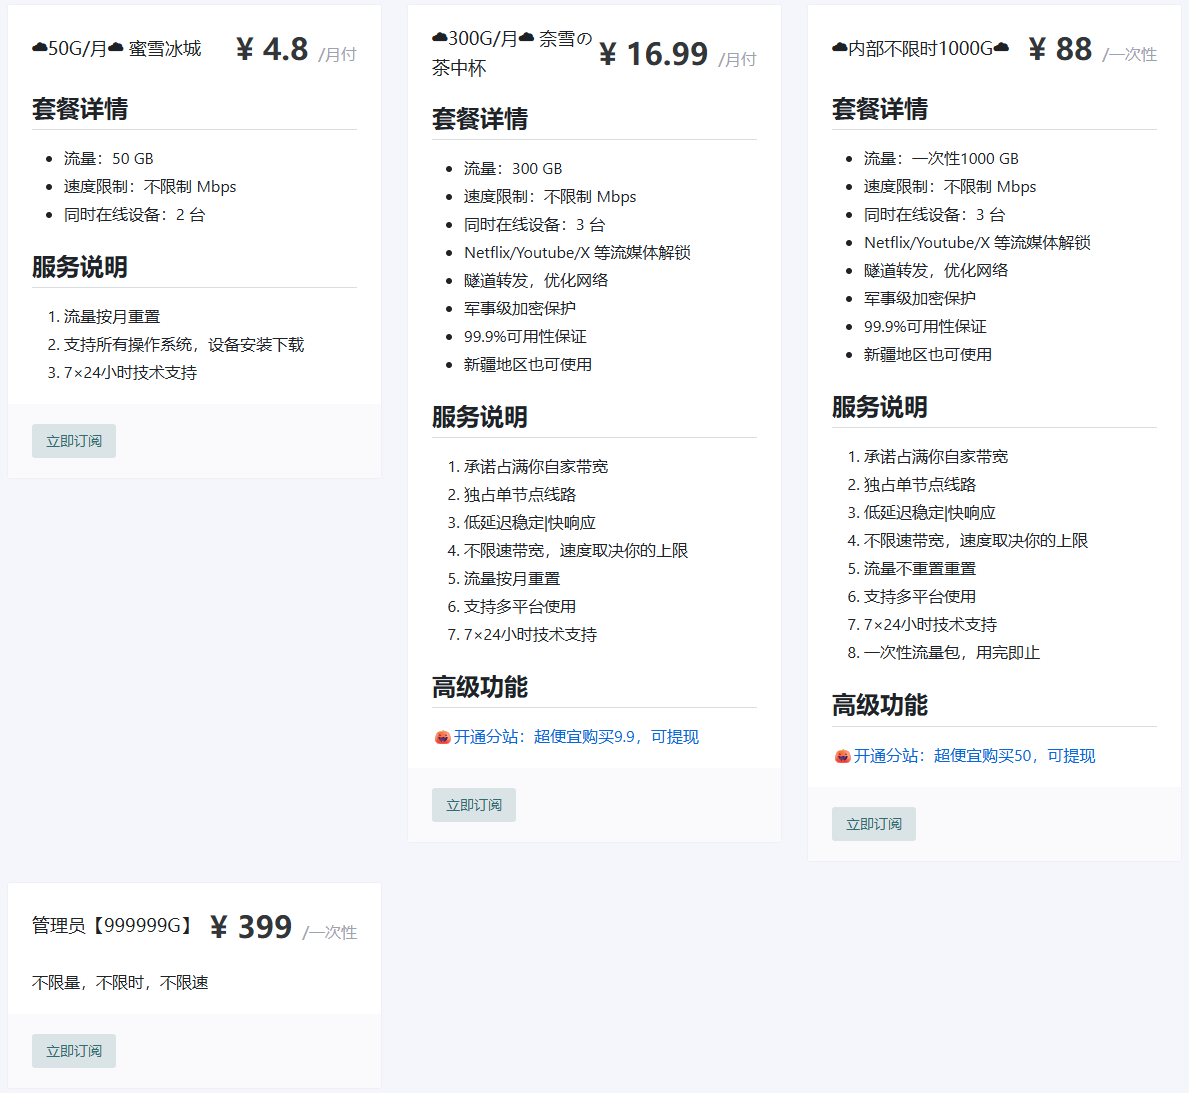 ☁50G/月☁ 蜜雪冰城
¥ 4.8 /月付
套餐详情
流量：50 GB
速度限制：不限制 Mbps
同时在线设备：2 台
服务说明
1. 流量按月重置
2. 支持所有操作系统，设备安装下载
3. 7×24小时技术支持
立即订阅
☁300G/月☁ 奈雪の
茶中杯
¥ 16.99 /月付
套餐详情
流量：300 GB
速度限制：不限制 Mbps
同时在线设备：3 台
Netflix/Youtube/X 等流媒体解锁
隧道转发，优化网络
军事级加密保护
99.9%可用性保证
新疆地区也可使用
服务说明
1. 承诺占满你自家带宽
2. 独占单节点线路
3. 低延迟稳定|快响应
4. 不限速带宽，速度取决你的上限
5. 流量按月重置
6. 支持多平台使用
7. 7×24小时技术支持
高级功能
🎃开通分站：超便宜购买9.9，可提现
立即订阅
☁内部不限时1000G☁
¥ 88 /一次性
套餐详情
流量：一次性1000 GB
速度限制：不限制 Mbps
同时在线设备：3 台
Netflix/Youtube/X 等流媒体解锁
隧道转发，优化网络
军事级加密保护
99.9%可用性保证
新疆地区也可使用
服务说明
1. 承诺占满你自家带宽
2. 独占单节点线路
3. 低延迟稳定|快响应
4. 不限速带宽，速度取决你的上限
5. 流量不重置重置
6. 支持多平台使用
7. 7×24小时技术支持
8. 一次性流量包，用完即止
高级功能
🎃开通分站：超便宜购买50，可提现
立即订阅
管理员【999999G】
¥ 399 /一次性
不限量，不限时，不限速
立即订阅